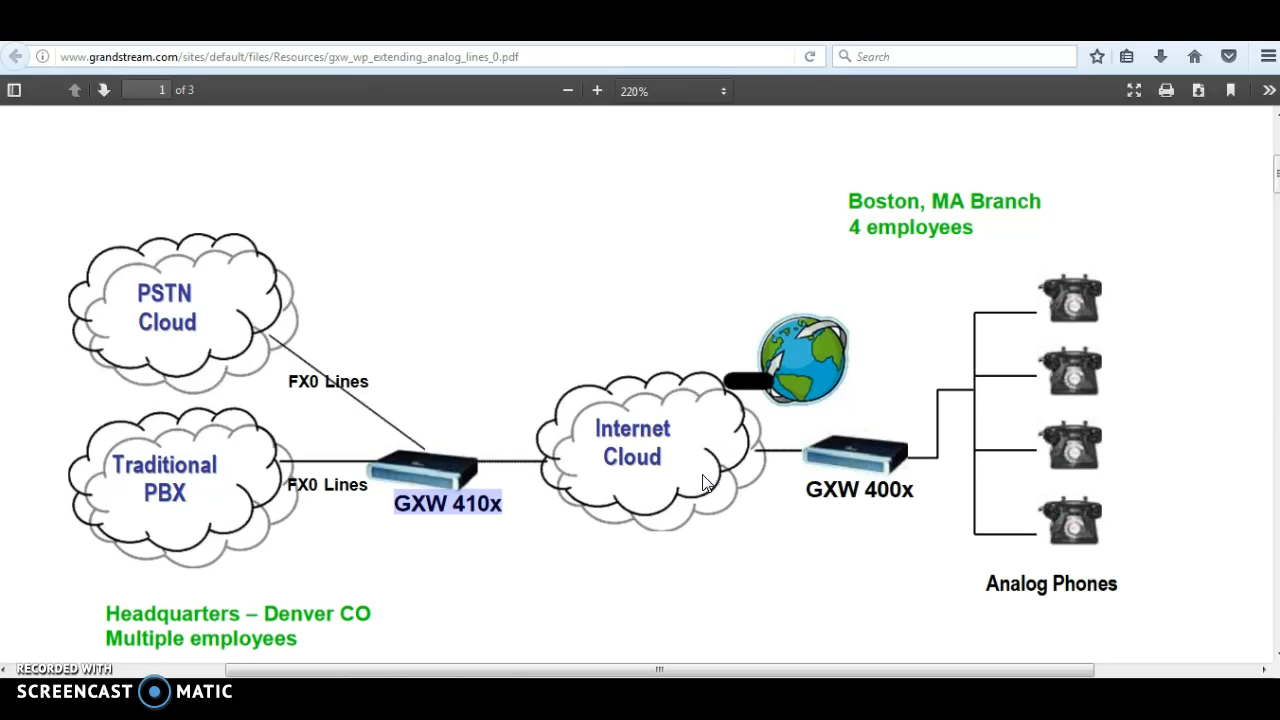 www.grandstream.com/sites/default/files/Resources/gxw_wp_extending_analog_lines_0.pdf
Search
1 of 3
220%
Boston, MA Branch
4 employees
PSTN
Cloud
FX0 Lines
Internet
Cloud
Traditional
PBX
FX0 Lines
GXW 410x
GXW 400x
Analog Phones
Headquarters – Denver CO
Multiple employees
RECORDED WITH
SCREENCAST MATIC